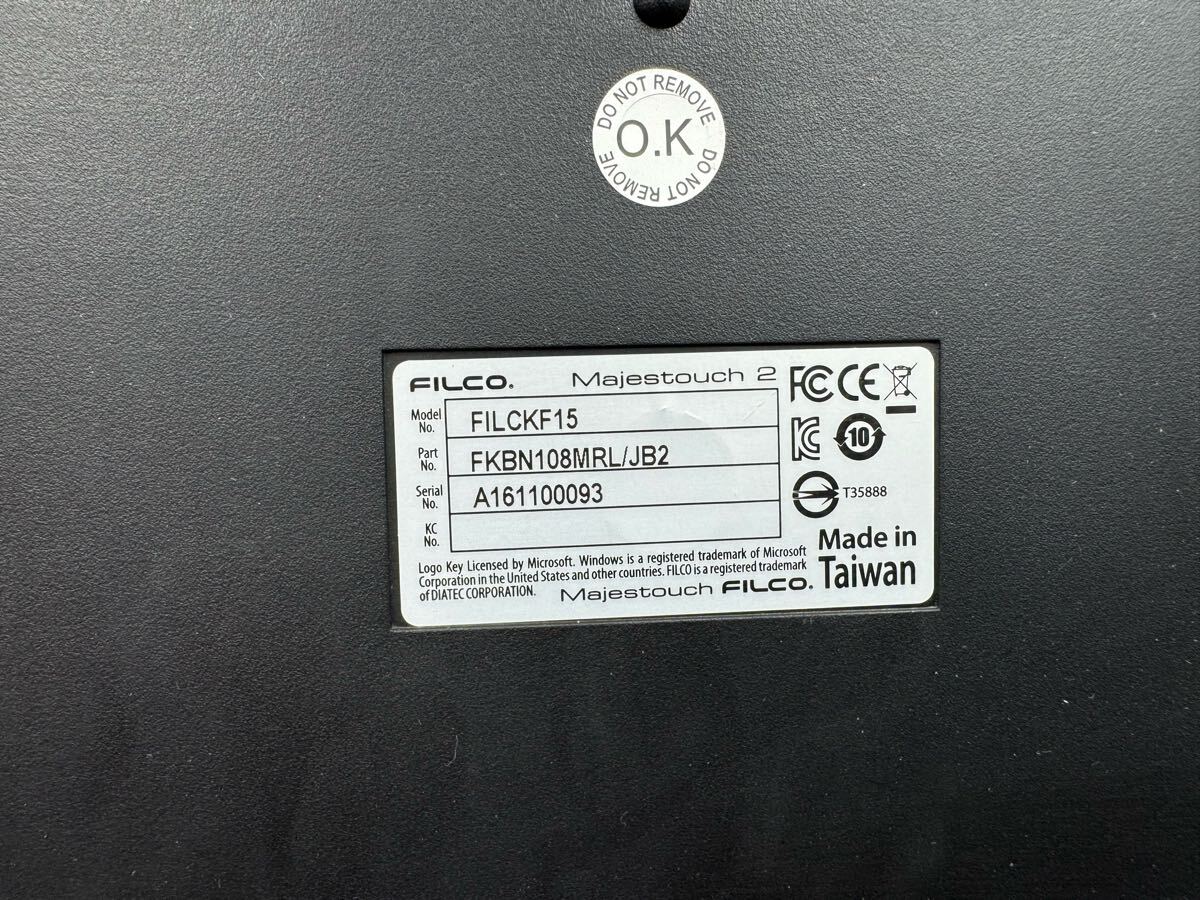 DO NOT REMOVE
O.K
DO NOT REMOVE
FILCO. Majestouch 2
Model No. FILCKF15
Part No. FKBN108MRL/JB2
Serial No. A161100093
KC No.
FC CE
10
T35888
Made in
Taiwan
Logo Key Licensed by Microsoft. Windows is a registered trademark of Microsoft
Corporation in the United States and other countries. FILCO is a registered trademark
of DIATEC CORPORATION.
Majestouch FILCO.